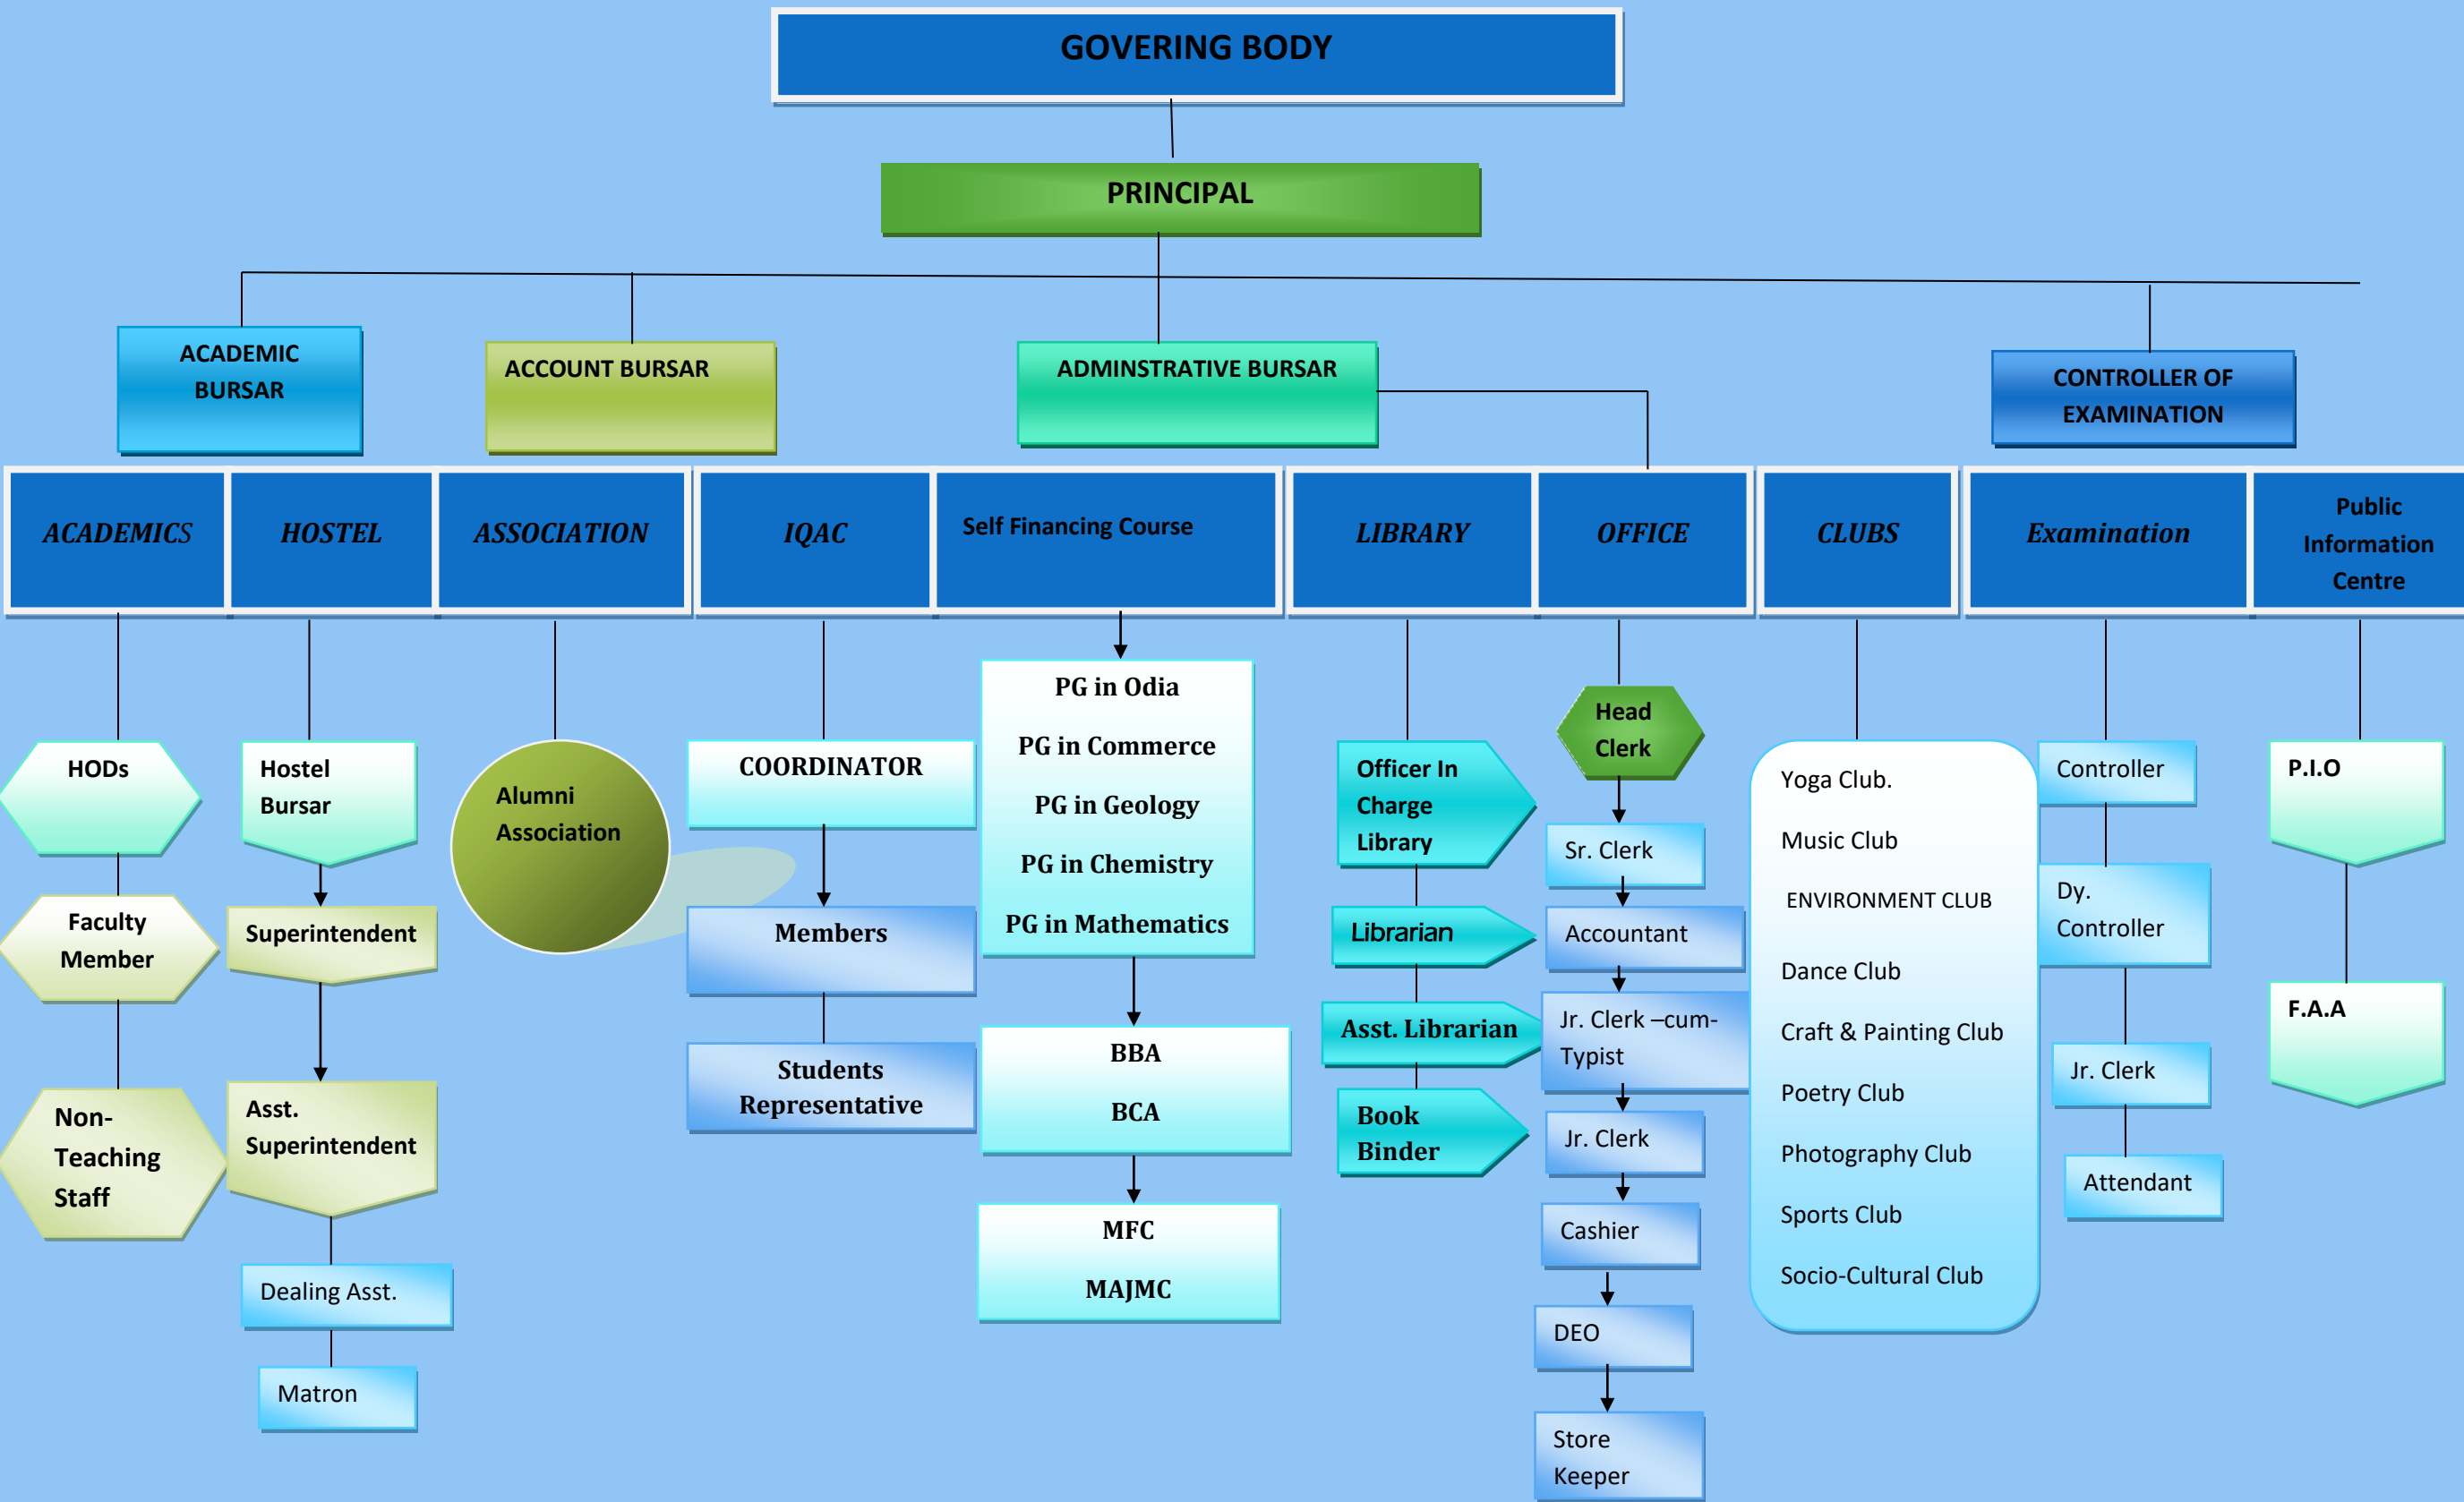 GOVERING BODY
PRINCIPAL
ACADEMIC
BURSAR
ACCOUNT BURSAR
ADMINSTRATIVE BURSAR
CONTROLLER OF
EXAMINATION
ACADEMICS
HOSTEL
ASSOCIATION
IQAC
Self Financing Course
LIBRARY
OFFICE
CLUBS
Examination
Public
Information
Centre
HODs
Faculty
Member
Non-
Teaching
Staff
Hostel
Bursar
Superintendent
Asst.
Superintendent
Dealing Asst.
Matron
Alumni
Association
COORDINATOR
Members
Students
Representative
PG in Odia
PG in Commerce
PG in Geology
PG in Chemistry
PG in Mathematics
BBA
BCA
MFC
MAJMC
Officer In
Charge
Library
Librarian
Asst. Librarian
Book
Binder
Head
Clerk
Sr. Clerk
Accountant
Jr. Clerk –cum-
Typist
Jr. Clerk
Cashier
DEO
Store
Keeper
Yoga Club.
Music Club
ENVIRONMENT CLUB
Dance Club
Craft & Painting Club
Poetry Club
Photography Club
Sports Club
Socio-Cultural Club
Controller
Dy.
Controller
Jr. Clerk
Attendant
P.I.O
F.A.A